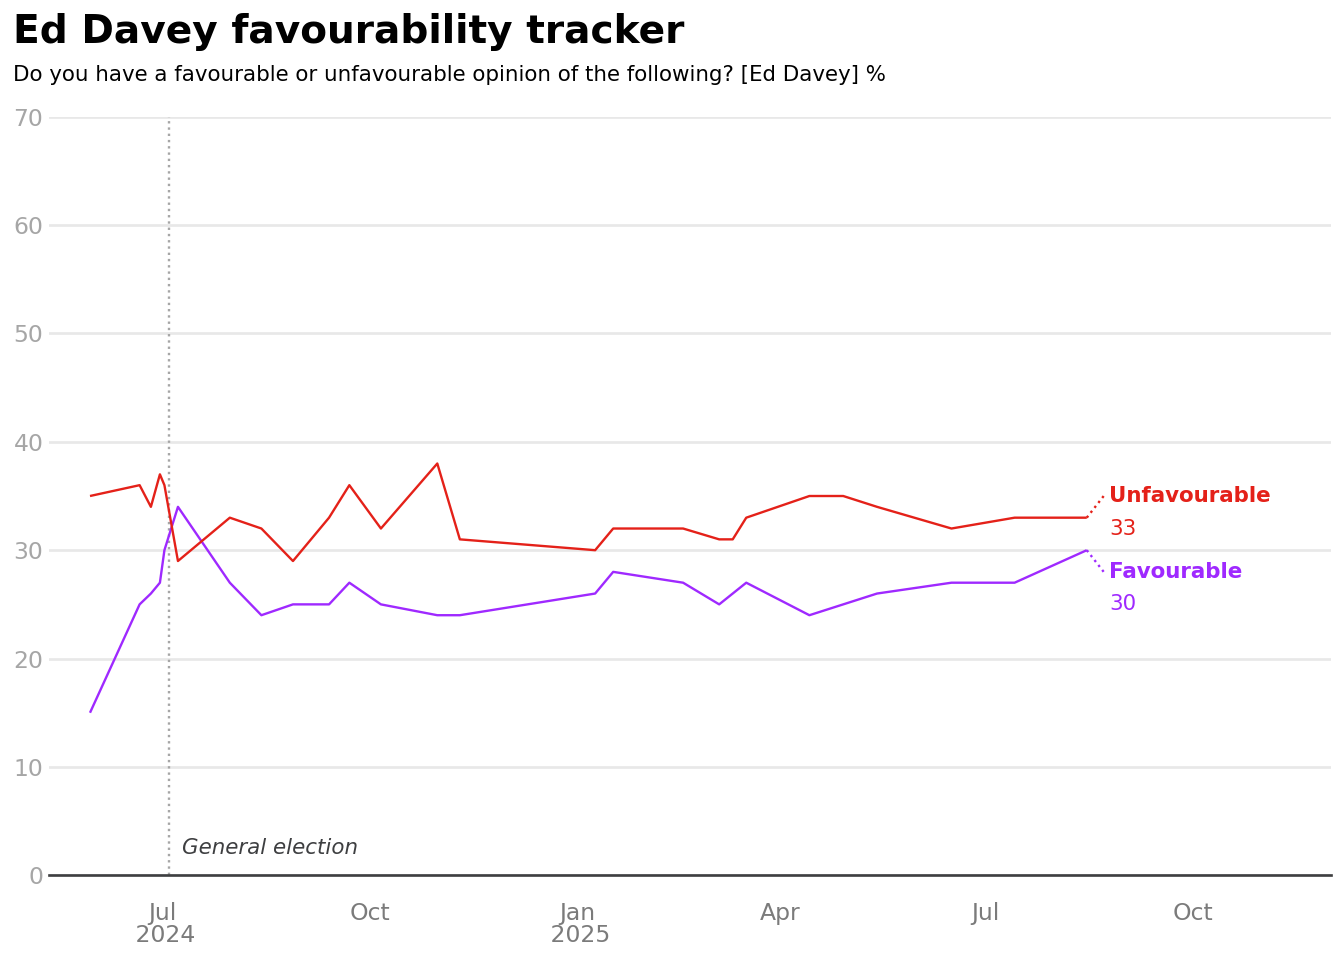 Ed Davey favourability tracker
Do you have a favourable or unfavourable opinion of the following? [Ed Davey] %
70
60
50
40
30
20
10
0
Unfavourable
33
Favourable
30
General election
Jul
2024
Oct
Jan
2025
Apr
Jul
Oct